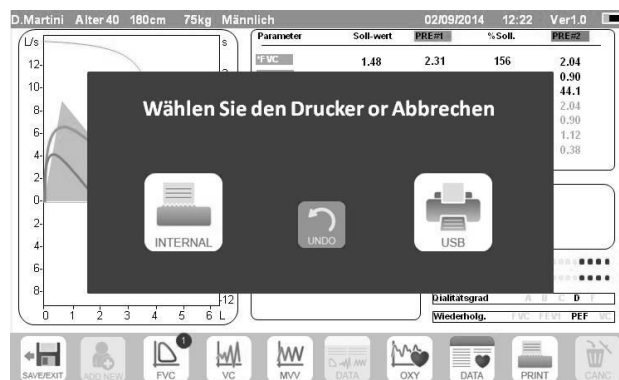 D.Martini Alter 40 180cm 75kg Männlich 02/09/2014 12:22 Ver1.0
L/s s Parameter Soll-wert PRE#1 %Soll. PRE#2
12- *FVC 1.48 2.31 156 2.04
0.90
10- 44.1
Wählen Sie den Drucker or Abbrechen
8- 2.04
0.90
6- 1.12
4- 0.38
2-
0-
INTERNAL UNDO USB
2-
4-
6-
8- -12 Qialitätsgrad A B C D F
0 1 2 3 4 5 6 L Wiederholg. FVC FEV1 PEF VC
1
SAVE/EXIT ADD NEW FVC VC MVV DATA OXY DATA PRINT CANC